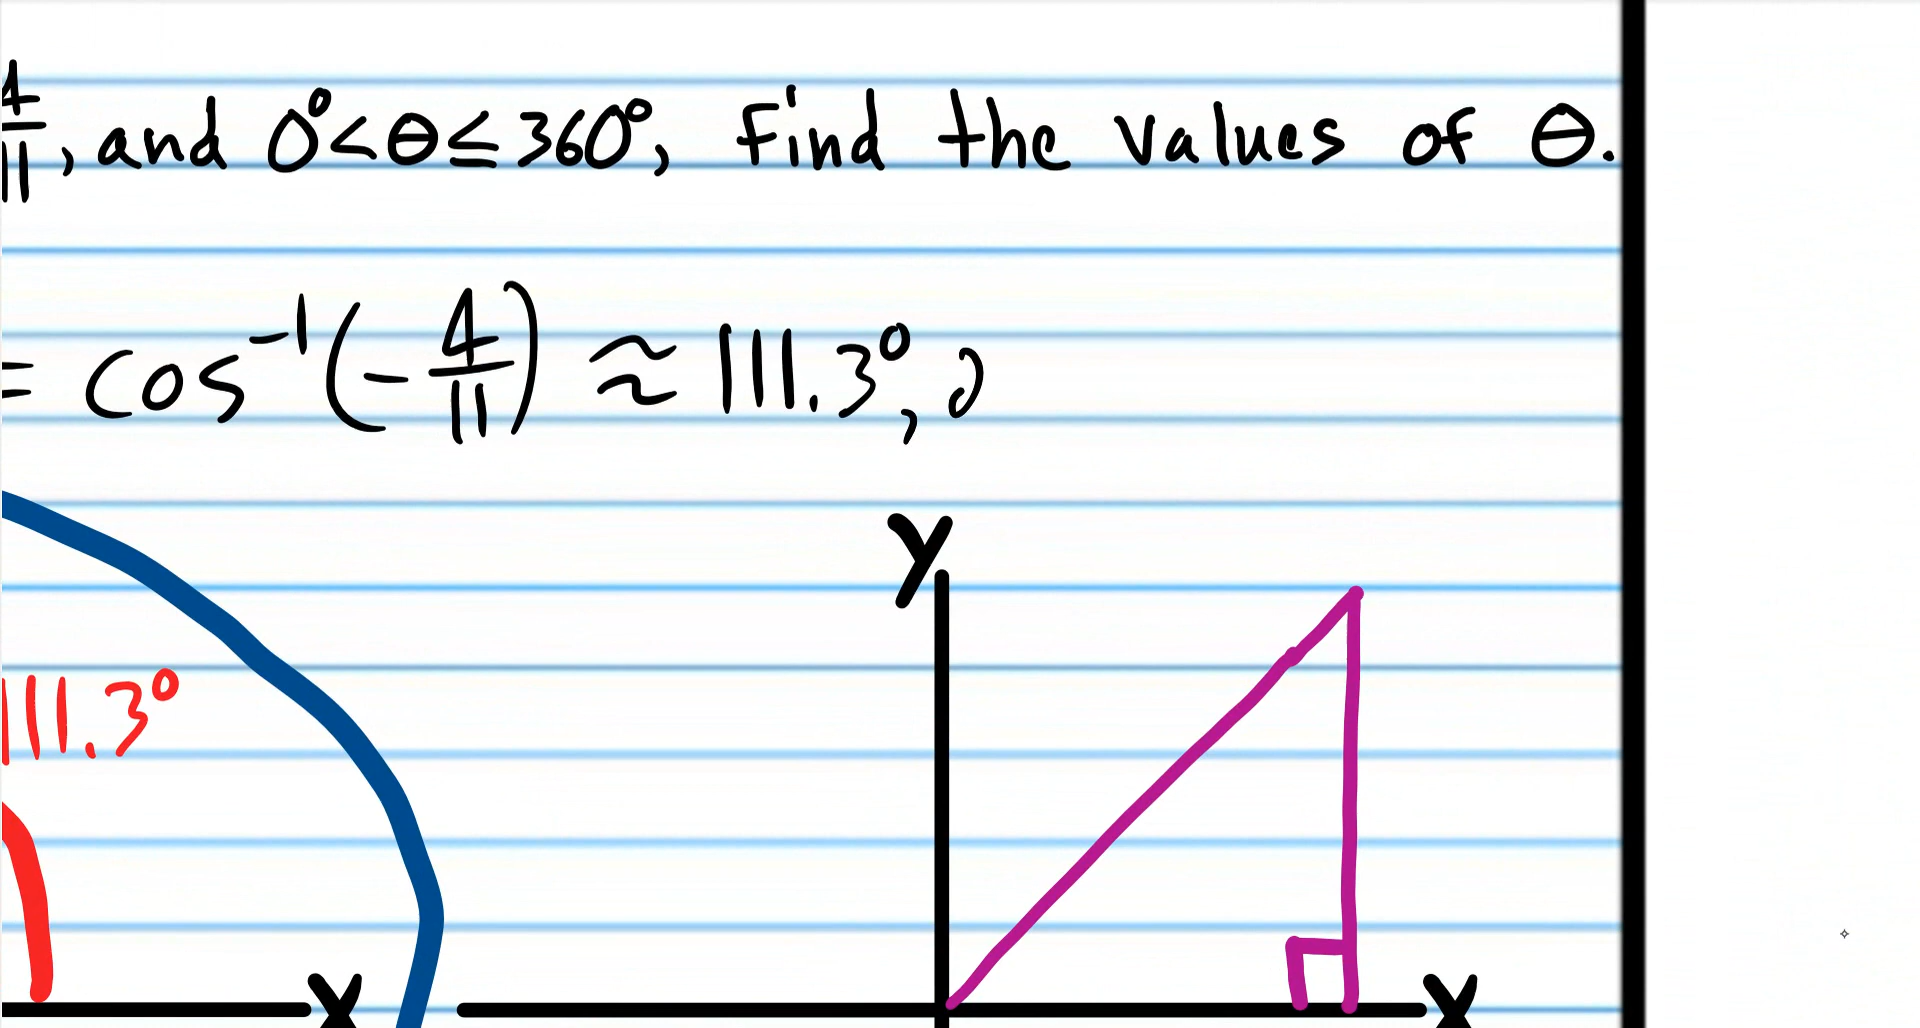 4/11, and 0°<θ≤360°, find the values of θ.
= cos⁻¹(-4/11) ≈ 111.3°,
y
111.3°
x
x